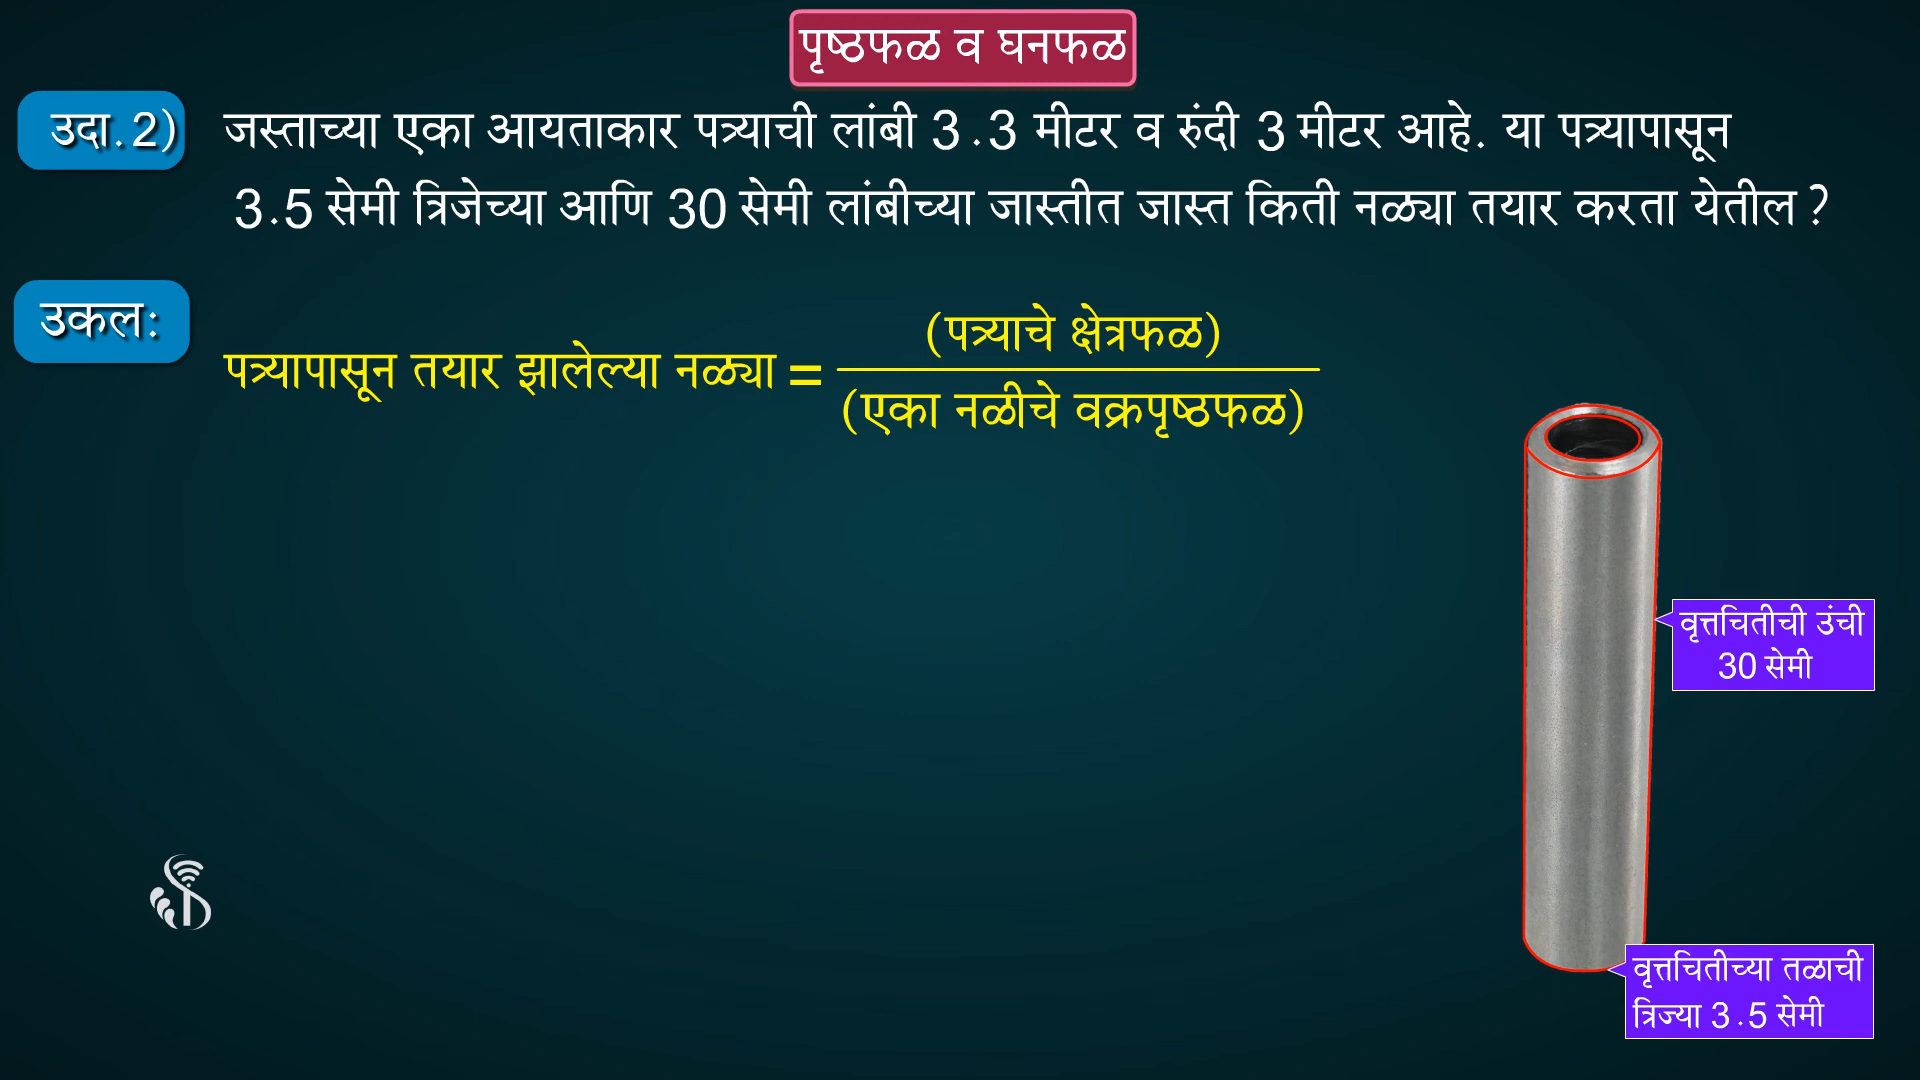 पृष्ठफळ व घनफळ
उदा.2) जस्ताच्या एका आयताकार पत्र्याची लांबी 3.3 मीटर व रुंदी 3 मीटर आहे. या पत्र्यापासून
3.5 सेमी त्रिजेच्या आणि 30 सेमी लांबीच्या जास्तीत जास्त किती नळ्या तयार करता येतील?
उकल:
पत्र्यापासून तयार झालेल्या नळ्या = (पत्र्याचे क्षेत्रफळ)
(एका नळीचे वक्रपृष्ठफळ)
वृत्तचितीची उंची
30 सेमी
वृत्तचितीच्या तळाची
त्रिज्या 3.5 सेमी